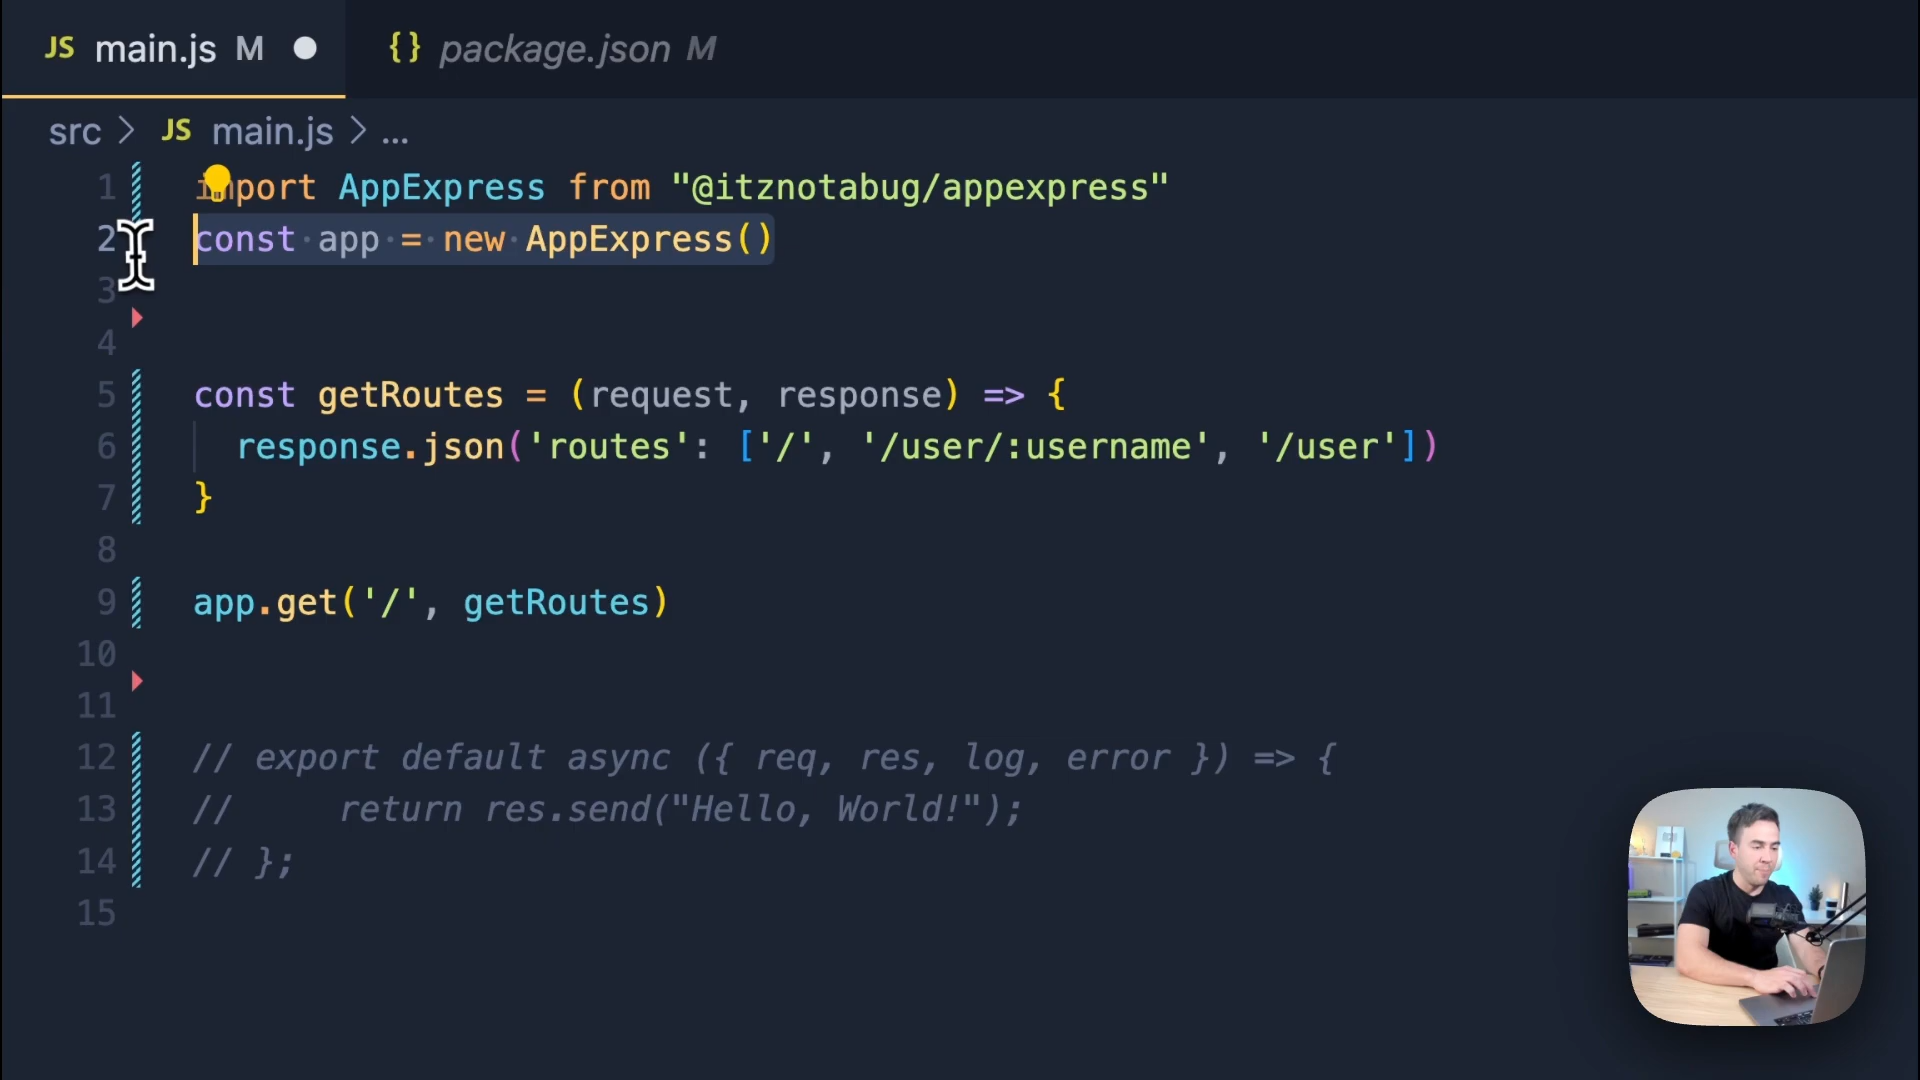 JS main.js M
{} package.json M
src > JS main.js > ...
1 import AppExpress from "@itznotabug/appexpress"
2 const app = new AppExpress()
3
4
5 const getRoutes = (request, response) => {
6 response.json('routes': ['/', '/user/:username', '/user'])
7 }
8
9 app.get('/', getRoutes)
10
11
12 // export default async ({ req, res, log, error }) => {
13 // return res.send("Hello, World!");
14 // };
15